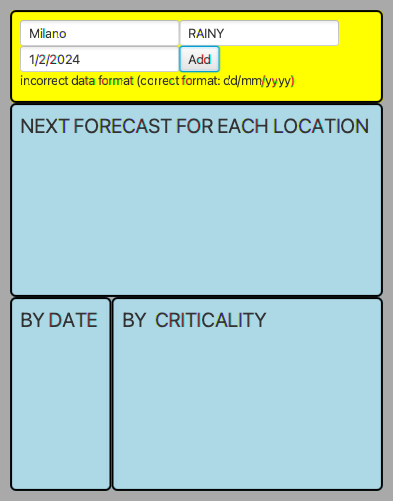 Milano RAINY
1/2/2024 Add
incorrect data format (correct format: dd/mm/yyyy)
NEXT FORECAST FOR EACH LOCATION
BY DATE
BY CRITICALITY